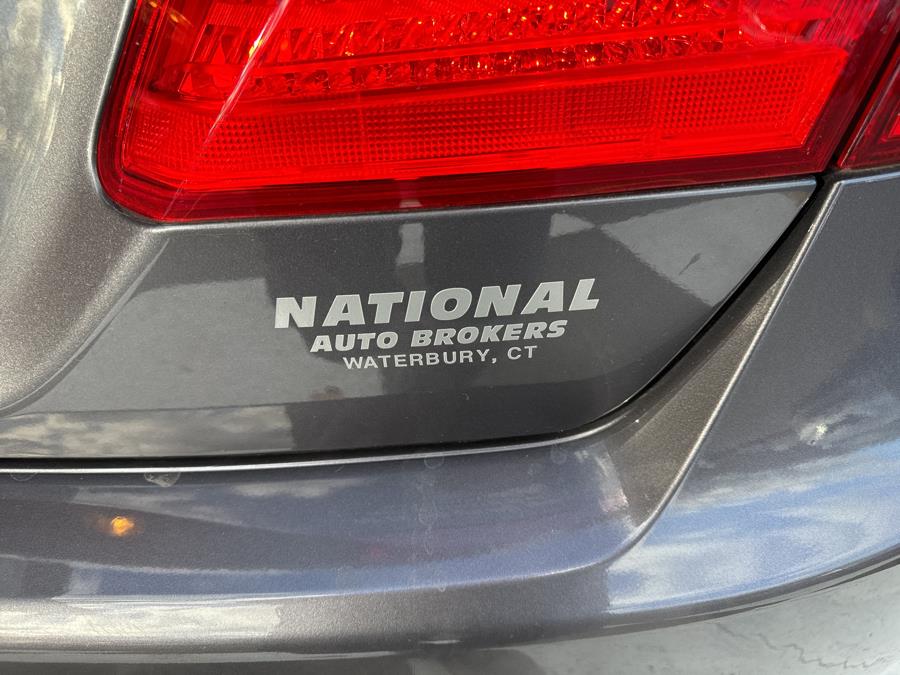 NATIONAL
AUTO BROKERS
WATERBURY, CT